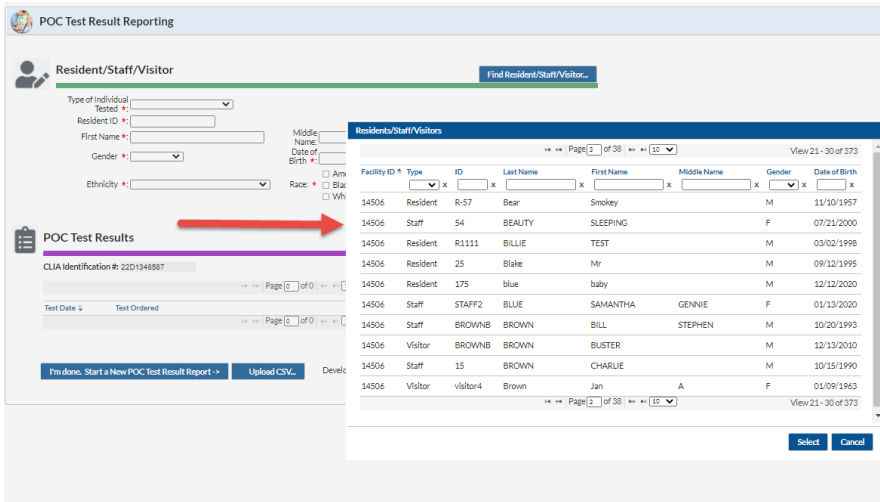 POC Test Result Reporting
Resident/Staff/Visitor
Find Resident/Staff/Visitor...
Type of Individual
Tested *:
Resident ID *:
First Name *:
Middle
Name:
Gender *:
Date of
Birth *:
Ethnicity *:
Race: *
Ame
Blac
Whi
POC Test Results
CLIA Identification #: 22D1348587
Page 0 of 0
Test Date Test Ordered
Page 0 of 0
I'm done. Start a New POC Test Result Report ->
Upload CSV...
Develo
Residents/Staff/Visitors
Page 3 of 38 10 View 21 - 30 of 373
Facility ID Type ID Last Name First Name Middle Name Gender Date of Birth
x x x x x x x
14506 Resident R-57 Bear Smokey M 11/10/1957
14506 Staff 54 BEAUTY SLEEPING F 07/21/2000
14506 Resident R1111 BILLIE TEST M 03/02/1998
14506 Resident 25 Blake Mr M 09/12/1995
14506 Resident 175 blue baby M 12/12/2020
14506 Staff STAFF2 BLUE SAMANTHA GENNIE F 01/13/2020
14506 Staff BROWNB BROWN BILL STEPHEN M 10/20/1993
14506 Visitor BROWNB BROWN BUSTER M 12/13/2010
14506 Staff 15 BROWN CHARLIE M 10/15/1990
14506 Visitor visitor4 Brown Jan A F 01/09/1963
Page 3 of 38 10 View 21 - 30 of 373
Select Cancel